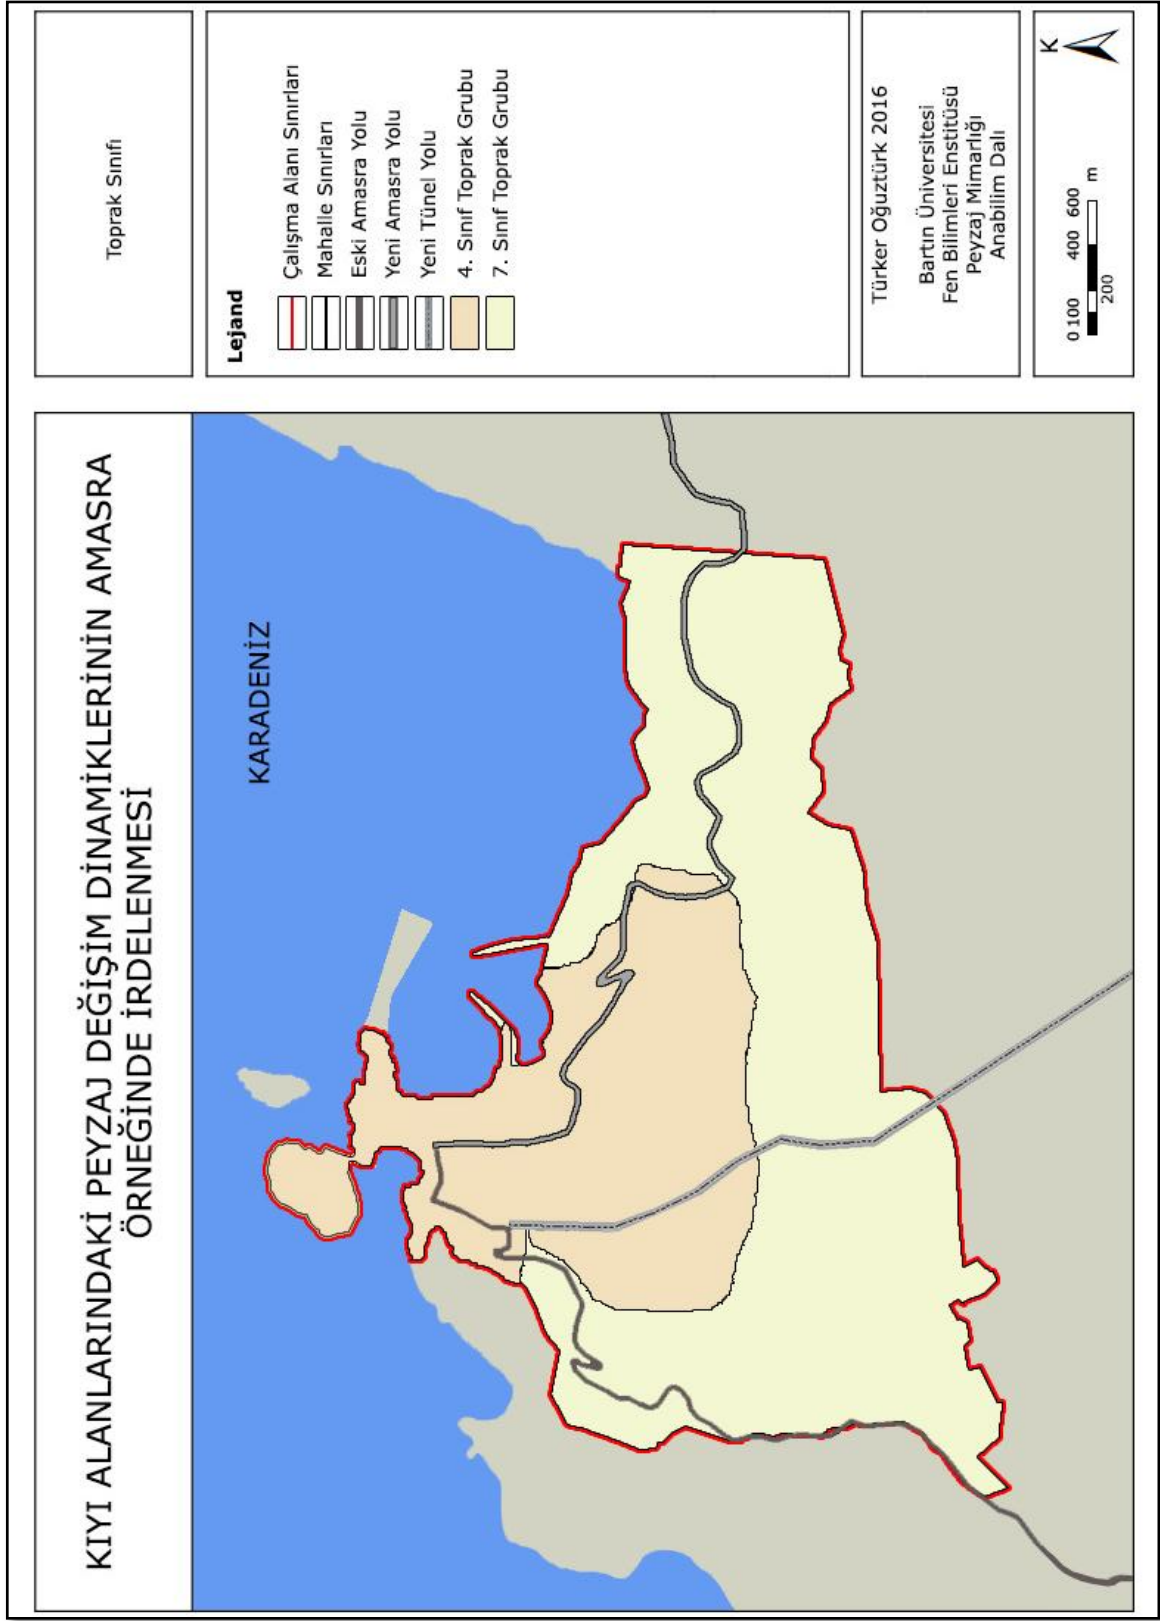 KIYI ALANLARINDAKİ PEYZAJ DEĞİŞİM DİNAMİKLERİNİN AMASRA
ÖRNEĞİNDE İRDELENMESİ
Toprak Sınıfı
KARADENİZ
Lejand
Çalışma Alanı Sınırları
Mahalle Sınırları
Eski Amasra Yolu
Yeni Amasra Yolu
Yeni Tünel Yolu
4. Sınıf Toprak Grubu
7. Sınıf Toprak Grubu
Türker Oğuztürk 2016
Bartın Üniversitesi
Fen Bilimleri Enstitüsü
Peyzaj Mimarlığı
Anabilim Dalı
K
0 100 400 600 m
200